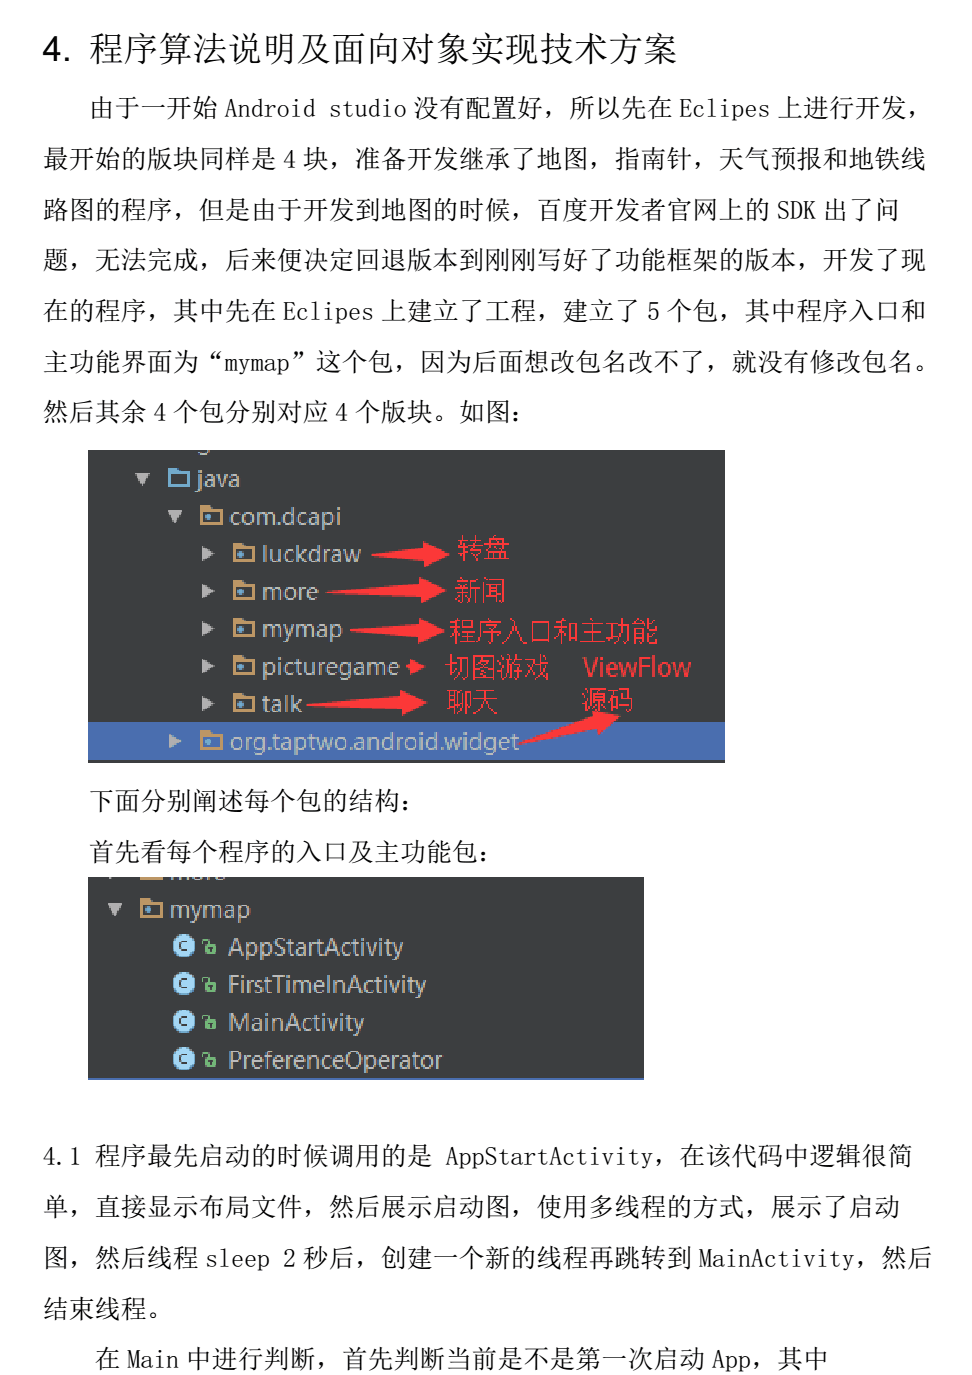 4. 程序算法说明及面向对象实现技术方案
由于一开始 Android studio 没有配置好，所以先在 Eclipes 上进行开发，
最开始的版块同样是 4 块，准备开发继承了地图，指南针，天气预报和地铁线
路图的程序，但是由于开发到地图的时候，百度开发者官网上的 SDK 出了问
题，无法完成，后来便决定回退版本到刚刚写好了功能框架的版本，开发了现
在的程序，其中先在 Eclipes 上建立了工程，建立了 5 个包，其中程序入口和
主功能界面为“mymap”这个包，因为后面想改包名改不了，就没有修改包名。
然后其余 4 个包分别对应 4 个版块。如图：
java
com.dcapi
luckdraw 转盘
more 新闻
mymap 程序入口和主功能
picturegame 切图游戏 ViewFlow
talk 聊天 源码
org.taptwo.android.widget
下面分别阐述每个包的结构：
首先看每个程序的入口及主功能包：
mymap
AppStartActivity
FirstTimeInActivity
MainActivity
PreferenceOperator
4.1 程序最先启动的时候调用的是 AppStartActivity，在该代码中逻辑很简
单，直接显示布局文件，然后展示启动图，使用多线程的方式，展示了启动
图，然后线程 sleep 2 秒后，创建一个新的线程再跳转到 MainActivity，然后
结束线程。
在 Main 中进行判断，首先判断当前是不是第一次启动 App，其中